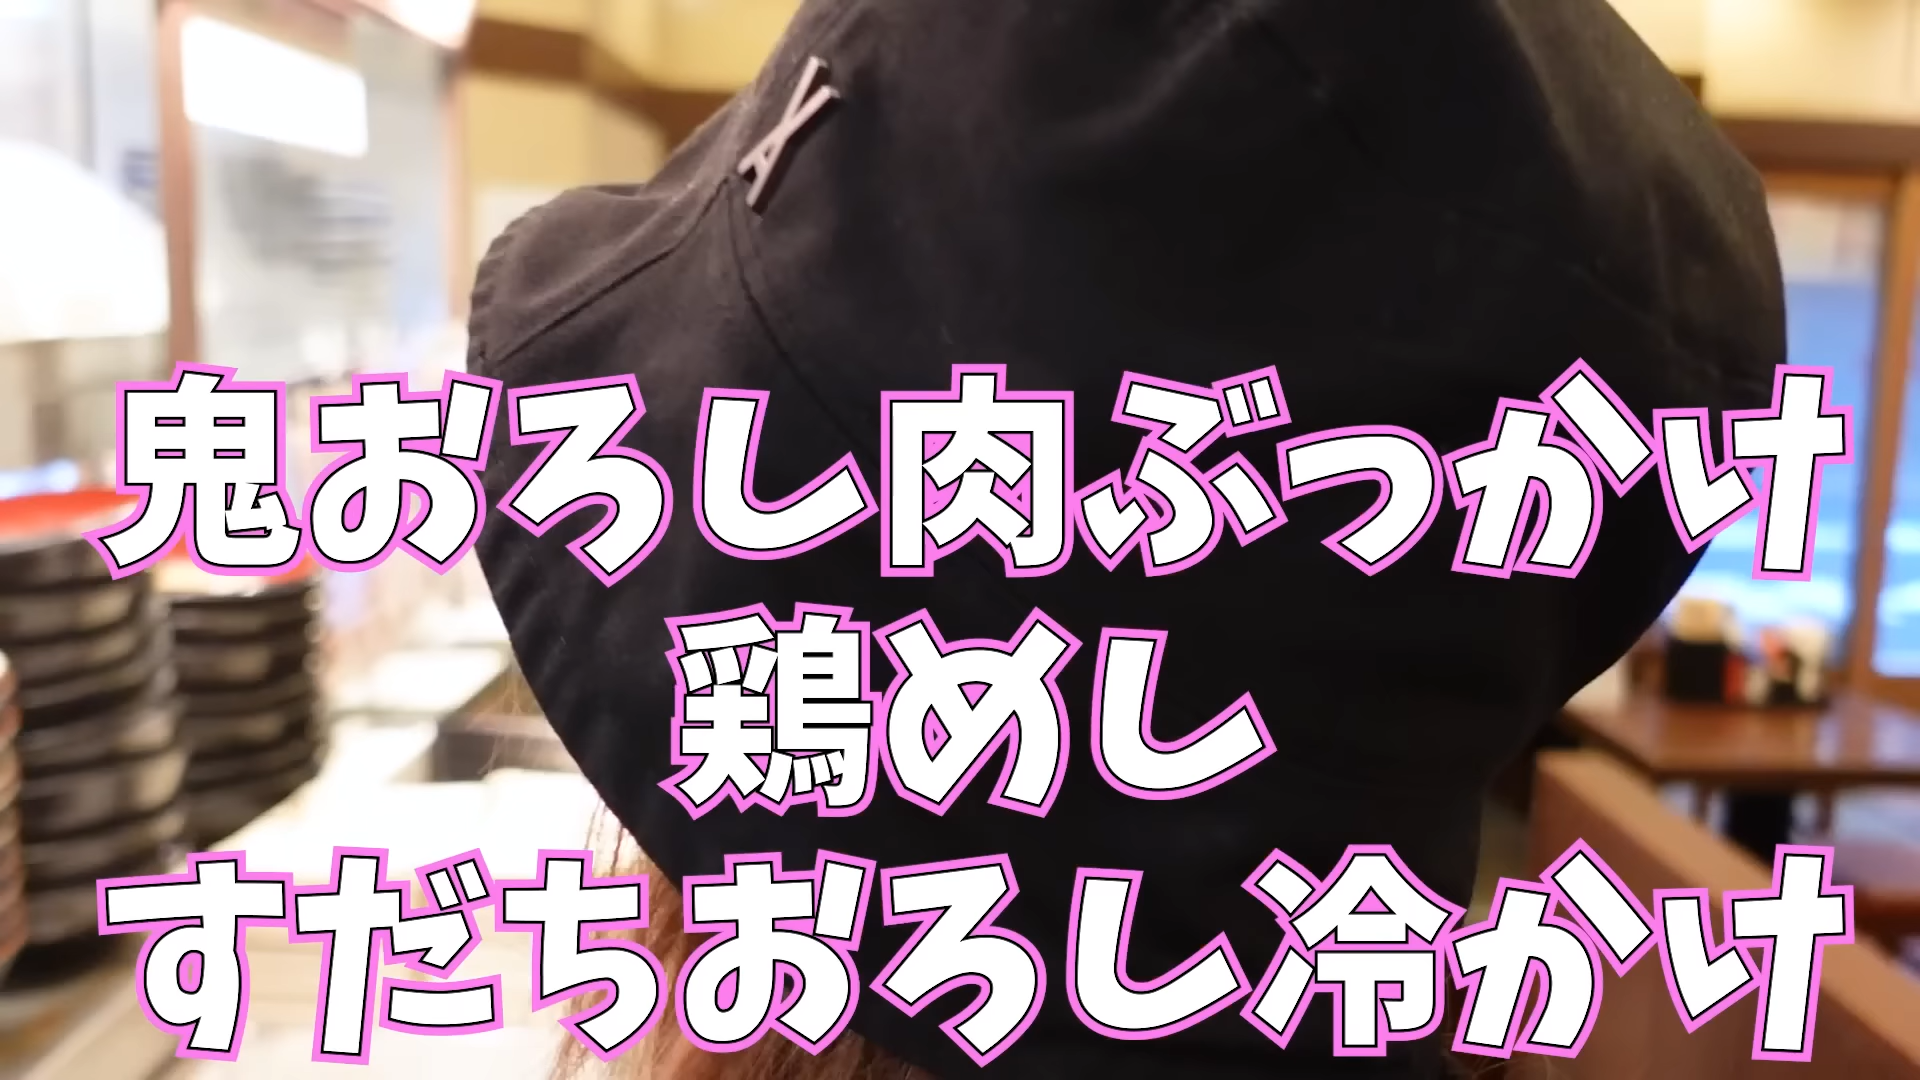 鬼おろし肉ぶっかけ
鶏めし
すだちおろし冷かけ